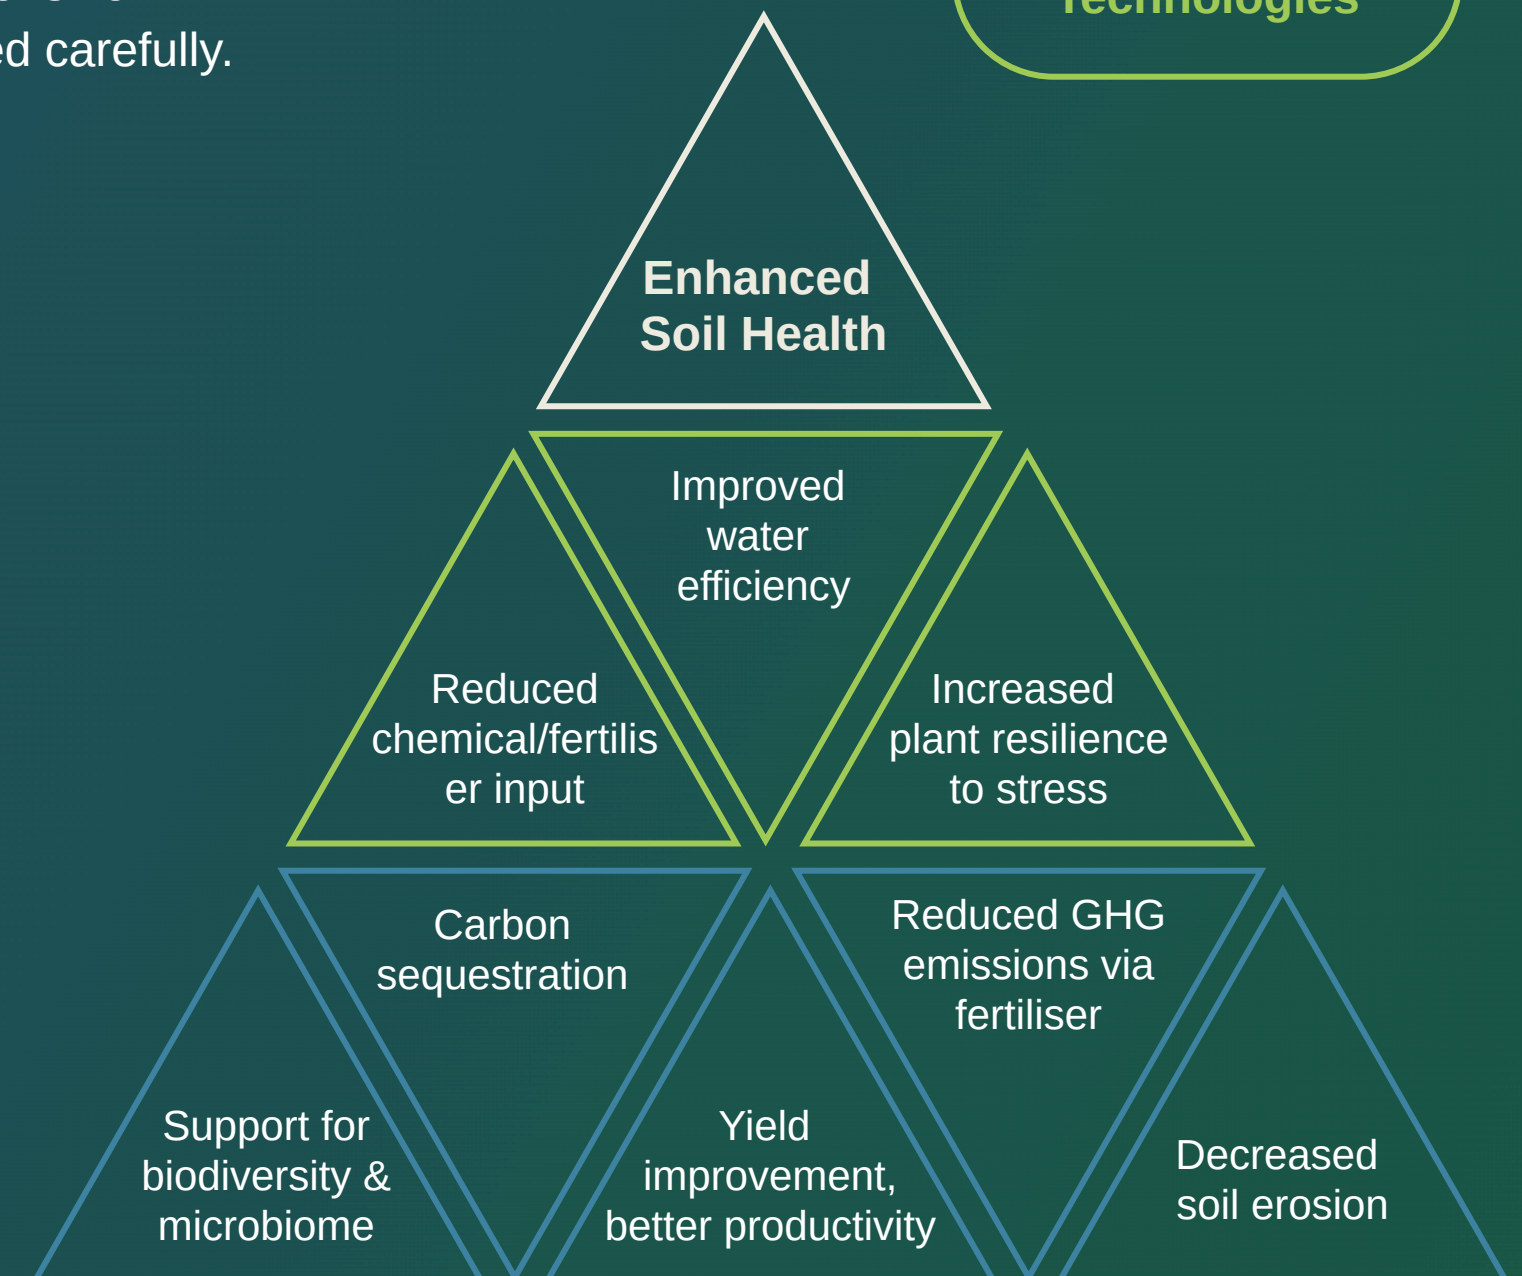 ed carefully.
Technologies
Enhanced
Soil Health
Improved
water
efficiency
Reduced
chemical/fertilis
er input
Increased
plant resilience
to stress
Carbon
sequestration
Reduced GHG
emissions via
fertiliser
Support for
biodiversity &
microbiome
Yield
improvement,
better productivity
Decreased
soil erosion